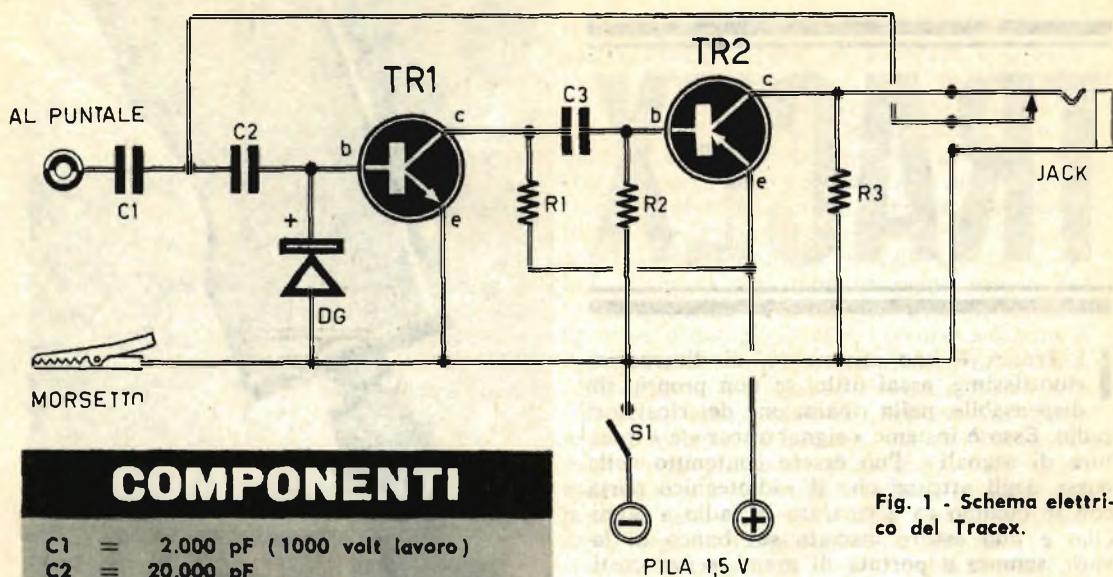 TR1
TR2
AL PUNTALE
C1
C2
b
c
e
+
DG
C3
R1
R2
b
c
e
R3
JACK
MORSETTO
S1
−
+
PILA 1,5 V
Fig. 1 - Schema elettri-
co del Tracex.
COMPONENTI
C1 = 2.000 pF (1000 volt lavoro)
C2 = 20.000 pF